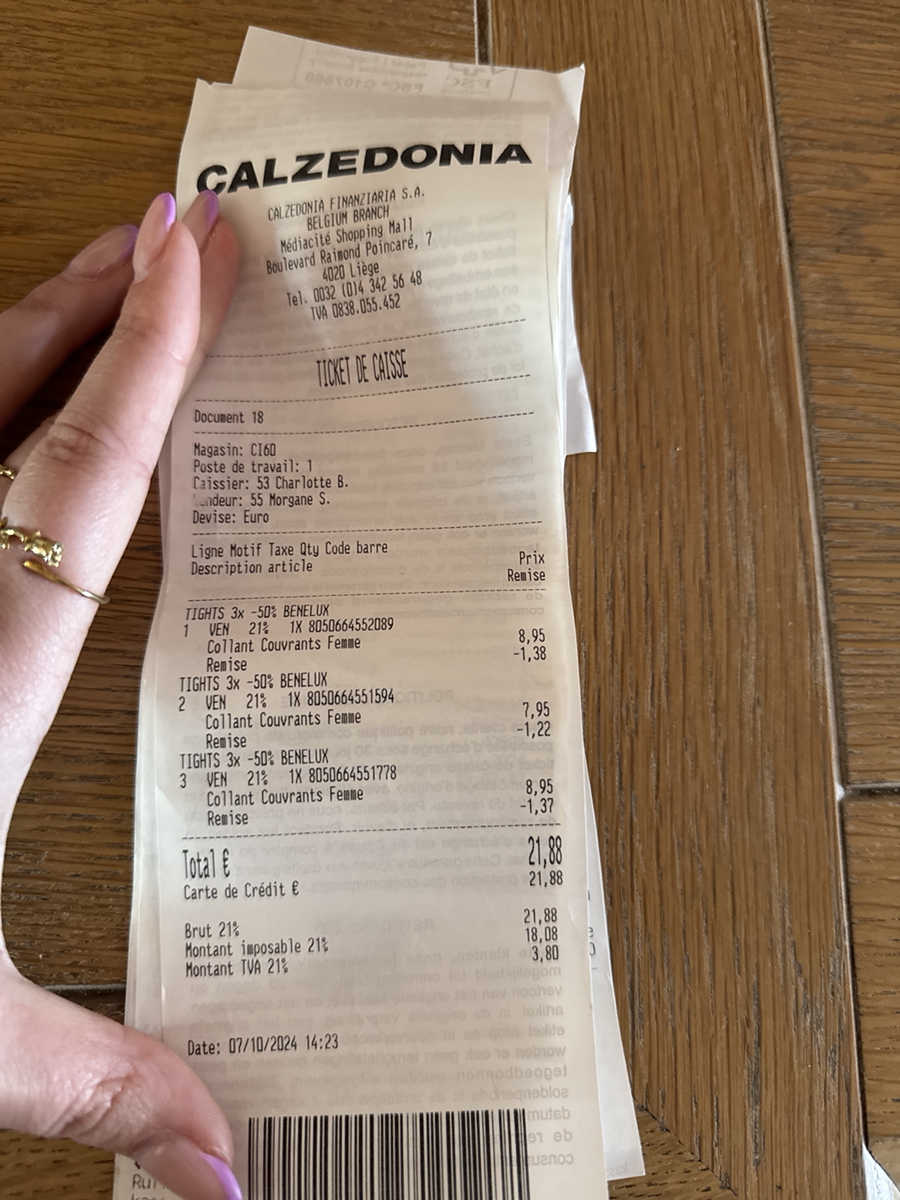 CALZEDONIA
CALZEDONIA FINANZIARIA S.A.
BELGIUM BRANCH
Médiacité Shopping Mall
Boulevard Raimond Poincaré, 7
4020 Liège
Tel. 0032 (0)4 342 56 48
TVA 0838.055.452
TICKET DE CAISSE
Document 18
Magasin: CI60
Poste de travail: 1
Caissier: 53 Charlotte B.
endeur: 55 Morgane S.
Devise: Euro
Ligne Motif Taxe Qty Code barre Prix
Description article Remise
TIGHTS 3x -50% BENELUX
1 VEN 21% 1X 8050664552089
Collant Couvrants Femme 8,95
Remise -1,38
TIGHTS 3x -50% BENELUX
2 VEN 21% 1X 8050664551594
Collant Couvrants Femme 7,95
Remise -1,22
TIGHTS 3x -50% BENELUX
3 VEN 21% 1X 8050664551778
Collant Couvrants Femme 8,95
Remise -1,37
Total € 21,88
Carte de Crédit € 21,88
Brut 21% 21,88
Montant imposable 21% 18,08
Montant TVA 21% 3,80
Date: 07/10/2024 14:23